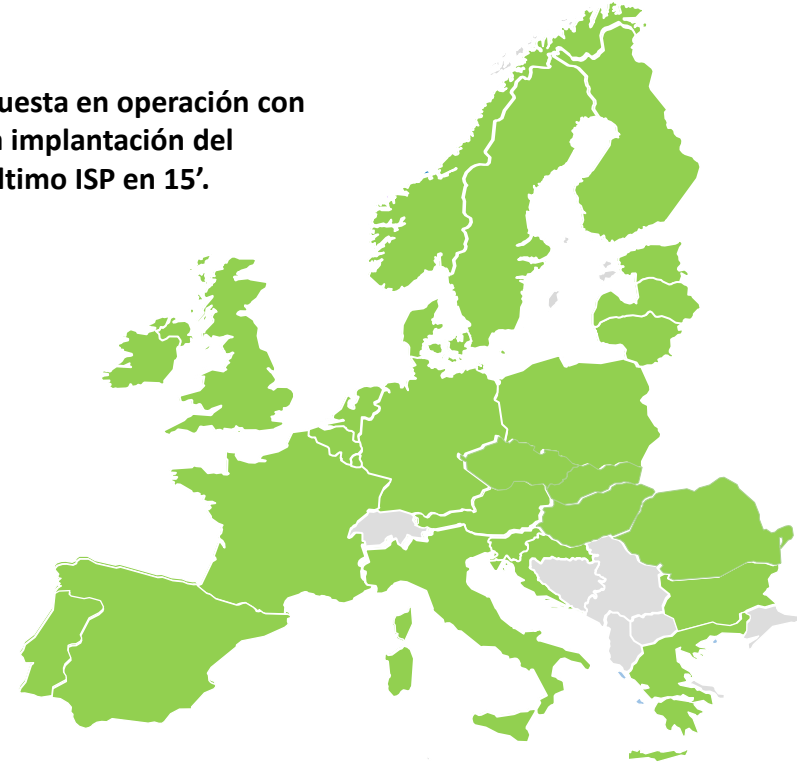 uesta en operación con
implantación del
ltimo ISP en 15’.